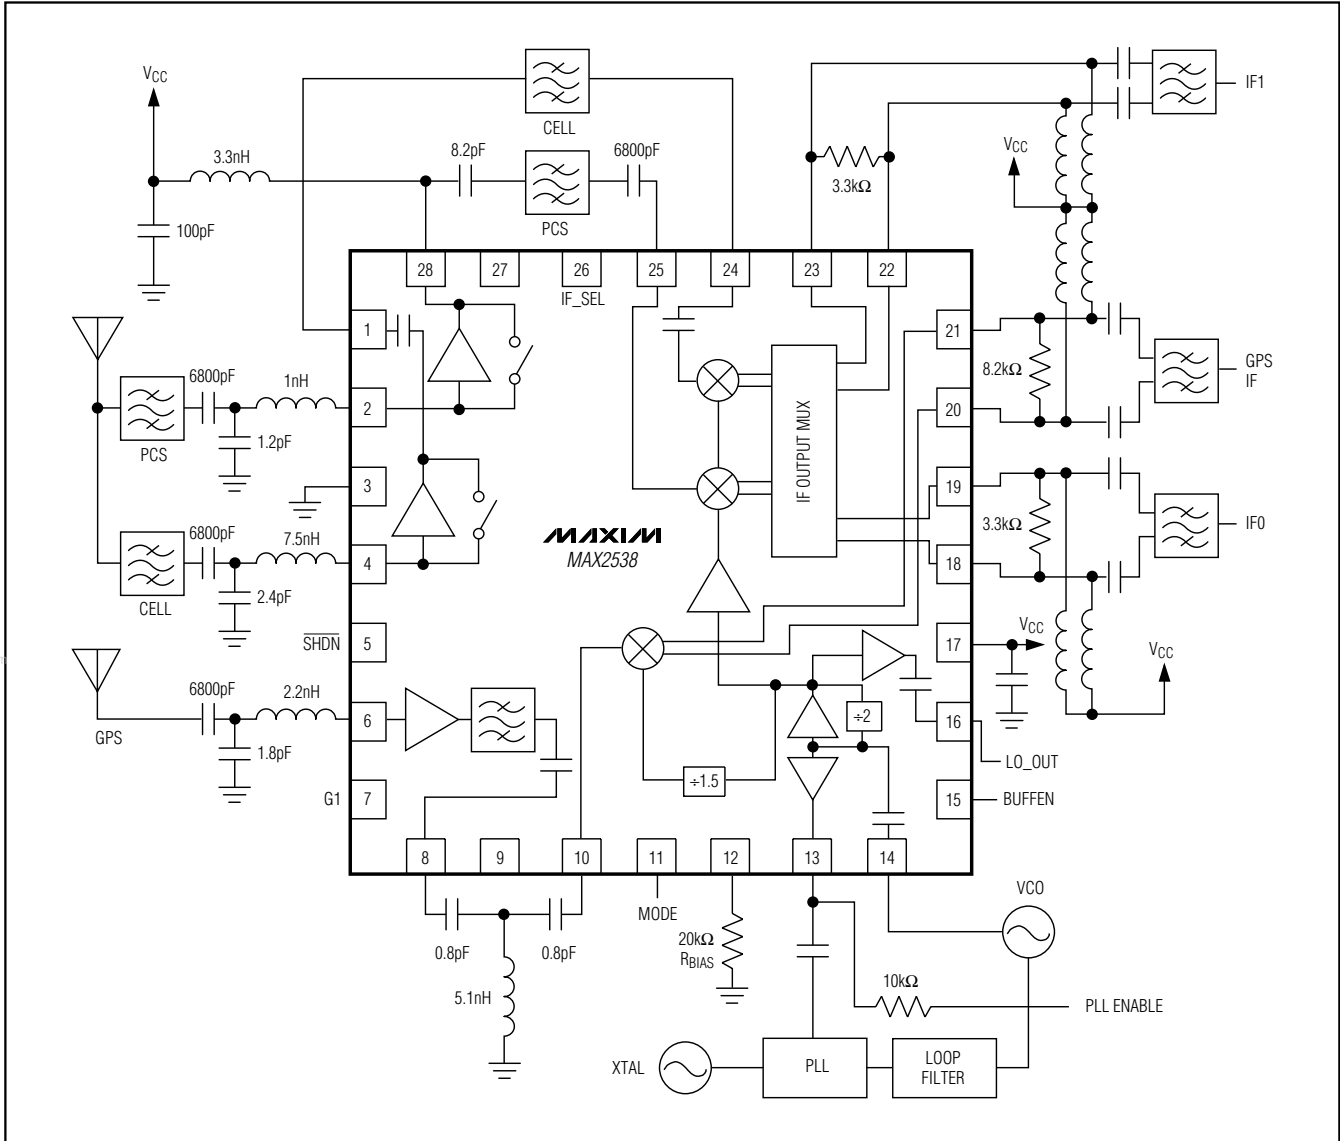 VCC
3.3nH
100pF
CELL
8.2pF
6800pF
PCS
3.3kΩ
VCC
IF1
28
27
26
IF_SEL
25
24
23
22
1
2
3
4
5
6
7
21
20
19
18
17
16
15
6800pF
1nH
PCS
1.2pF
6800pF
7.5nH
CELL
2.4pF
SHDN
GPS
6800pF
2.2nH
1.8pF
G1
IF OUTPUT MUX
MAXIM
MAX2538
÷2
÷1.5
8.2kΩ
GPS
IF
3.3kΩ
IF0
VCC
VCC
LO_OUT
BUFFEN
8
9
10
11
12
13
14
0.8pF
0.8pF
5.1nH
MODE
20kΩ
RBIAS
VCO
10kΩ
PLL ENABLE
XTAL
PLL
LOOP
FILTER